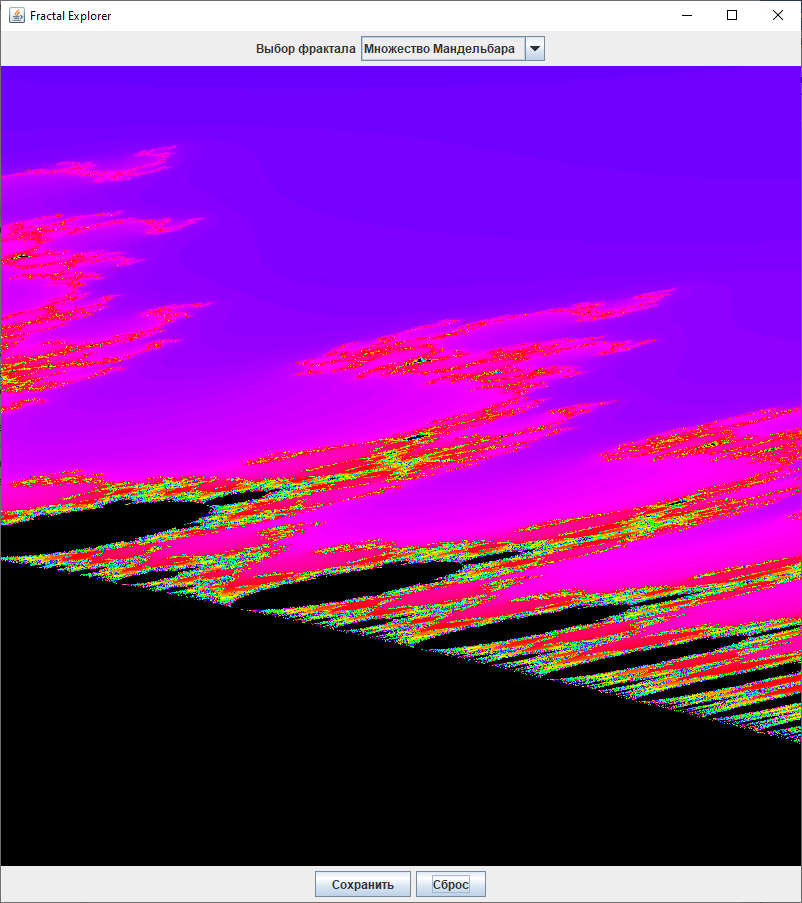 Fractal Explorer
Выбор фрактала Множество Мандельбара
Сохранить Сброс